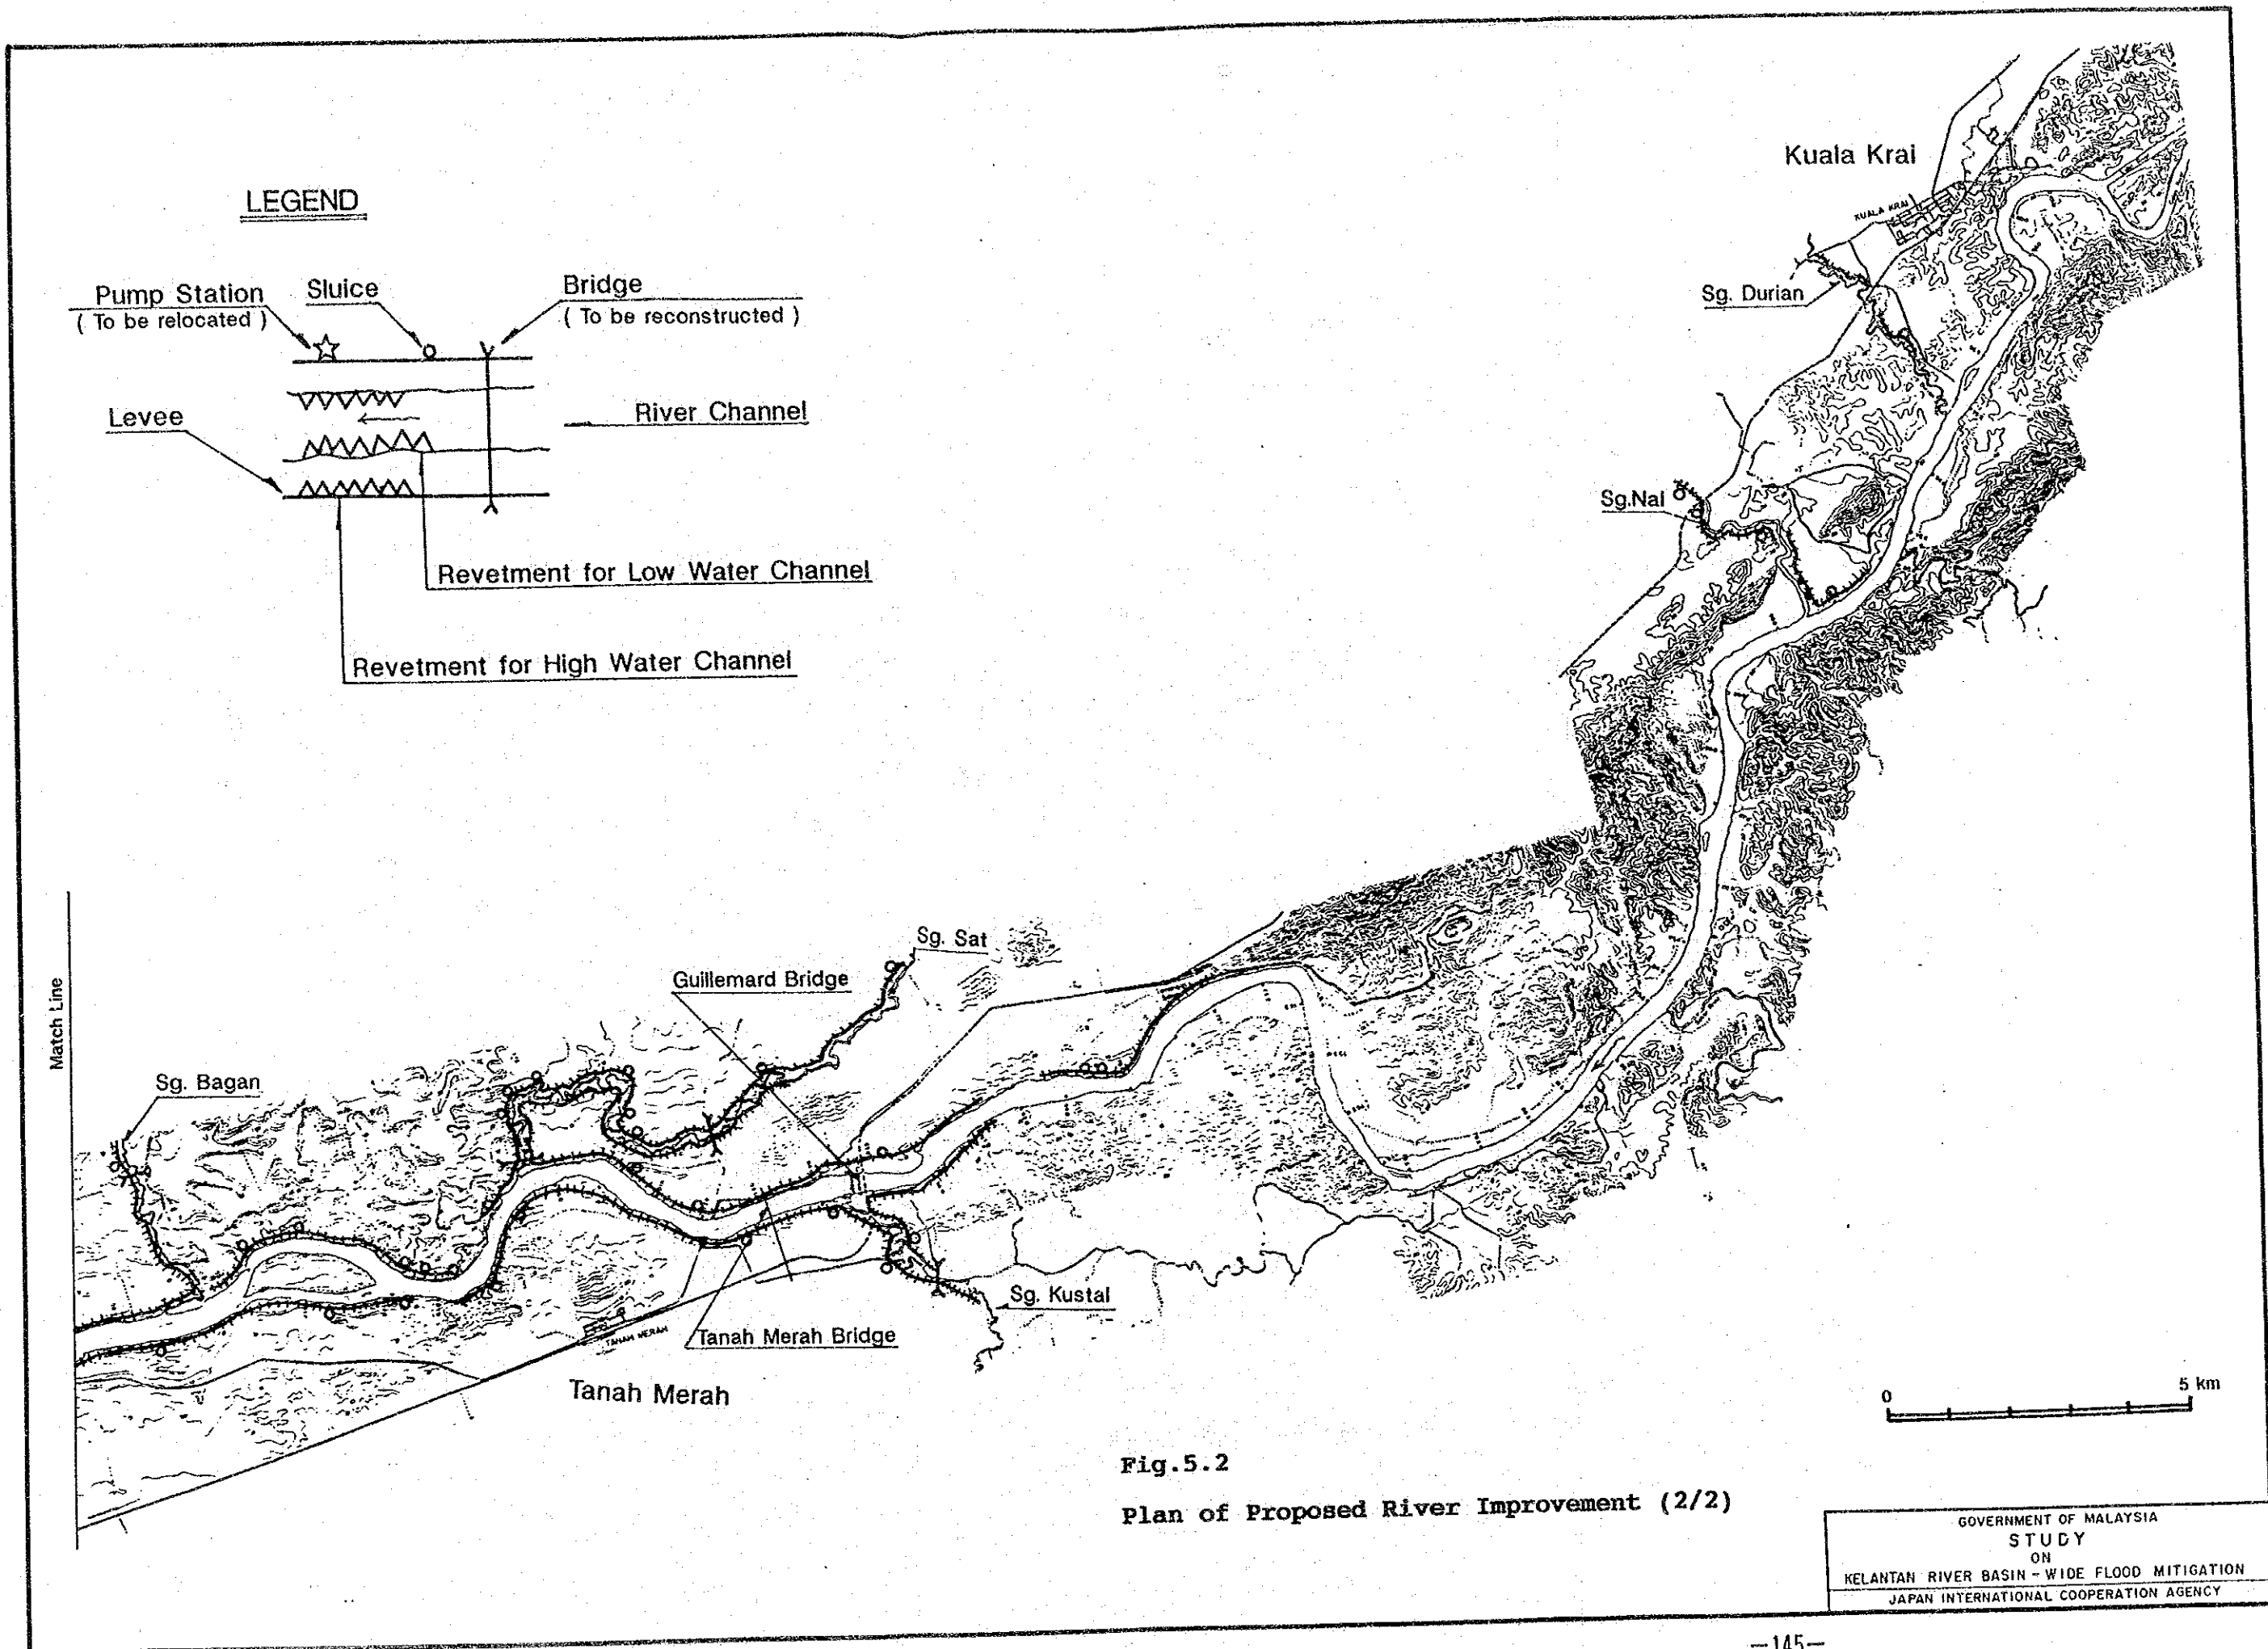 LEGEND
Pump Station
( To be relocated )
Sluice
Bridge
( To be reconstructed )
Levee
River Channel
Revetment for Low Water Channel
Revetment for High Water Channel
Kuala Krai
KUALA KRAI
Sg. Durian
Sg.Nal
Sg. Sat
Guillemard Bridge
Match Line
Sg. Bagan
Sg. Kustal
TANAH MERAH
Tanah Merah Bridge
Tanah Merah
0
5 km
Fig.5.2
Plan of Proposed River Improvement (2/2)
GOVERNMENT OF MALAYSIA
STUDY
ON
KELANTAN RIVER BASIN - WIDE FLOOD MITIGATION
JAPAN INTERNATIONAL COOPERATION AGENCY
—145—